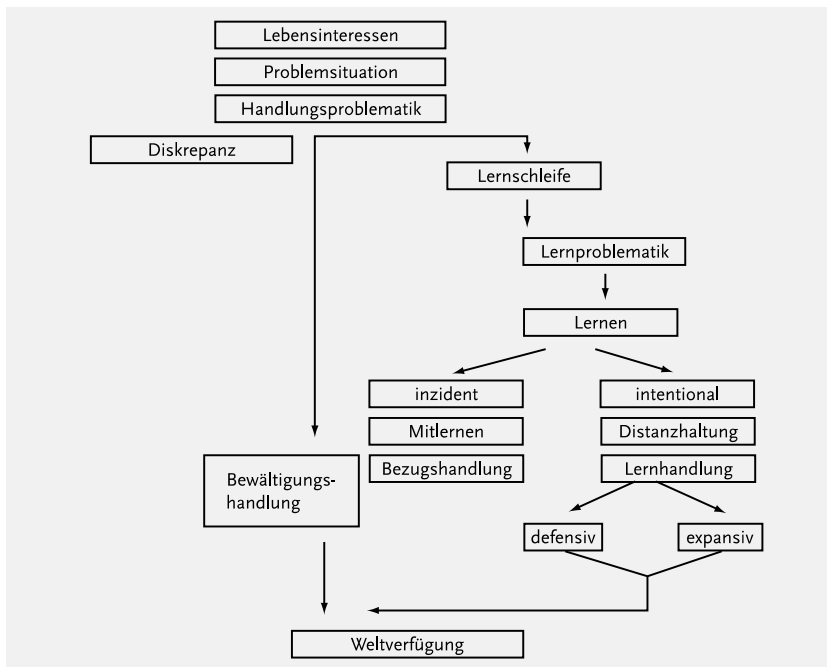 Lebensinteressen
Problemsituation
Handlungsproblematik
Diskrepanz
Lernschleife
Lernproblematik
Lernen
inzident
intentional
Mitlernen
Distanzhaltung
Bezugshandlung
Lernhandlung
Bewältigungs-
handlung
defensiv
expansiv
Weltverfügung